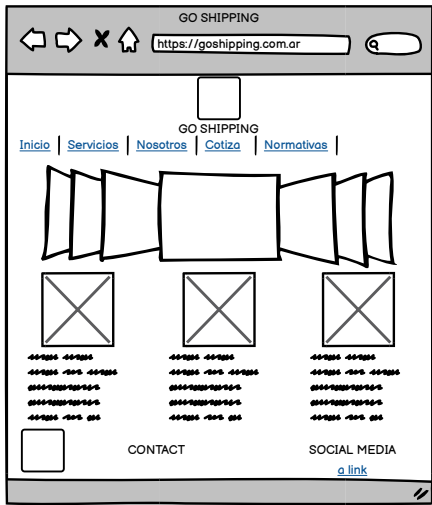 GO SHIPPING
https://goshipping.com.ar
GO SHIPPING
Inicio | Servicios | Nosotros | Cotiza | Normativas |
CONTACT
SOCIAL MEDIA
a link